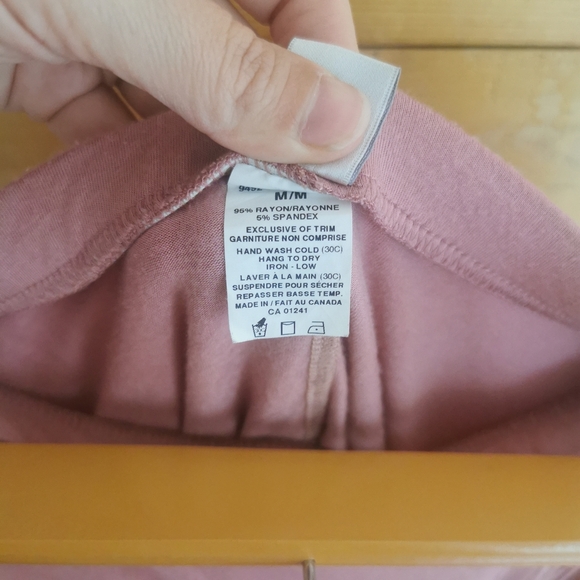 M/M
95% RAYON/RAYONNE
5% SPANDEX
EXCLUSIVE OF TRIM
GARNITURE NON COMPRISE
HAND WASH COLD (30C)
HANG TO DRY
IRON - LOW
LAVER À LA MAIN (30C)
SUSPENDRE POUR SÉCHER
REPASSER BASSE TEMP.
MADE IN / FAIT AU CANADA
CA 01241